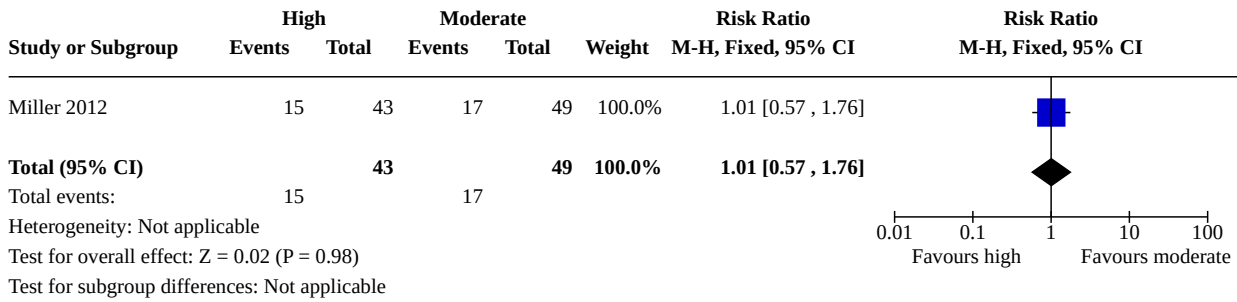 High Moderate Risk Ratio Risk Ratio
Study or Subgroup Events Total Events Total Weight M-H, Fixed, 95% CI M-H, Fixed, 95% CI
Miller 2012 15 43 17 49 100.0% 1.01 [0.57 , 1.76]
Total (95% CI) 43 49 100.0% 1.01 [0.57 , 1.76]
Total events: 15 17
Heterogeneity: Not applicable
0.01 0.1 1 10 100
Test for overall effect: Z = 0.02 (P = 0.98)
Favours high Favours moderate
Test for subgroup differences: Not applicable